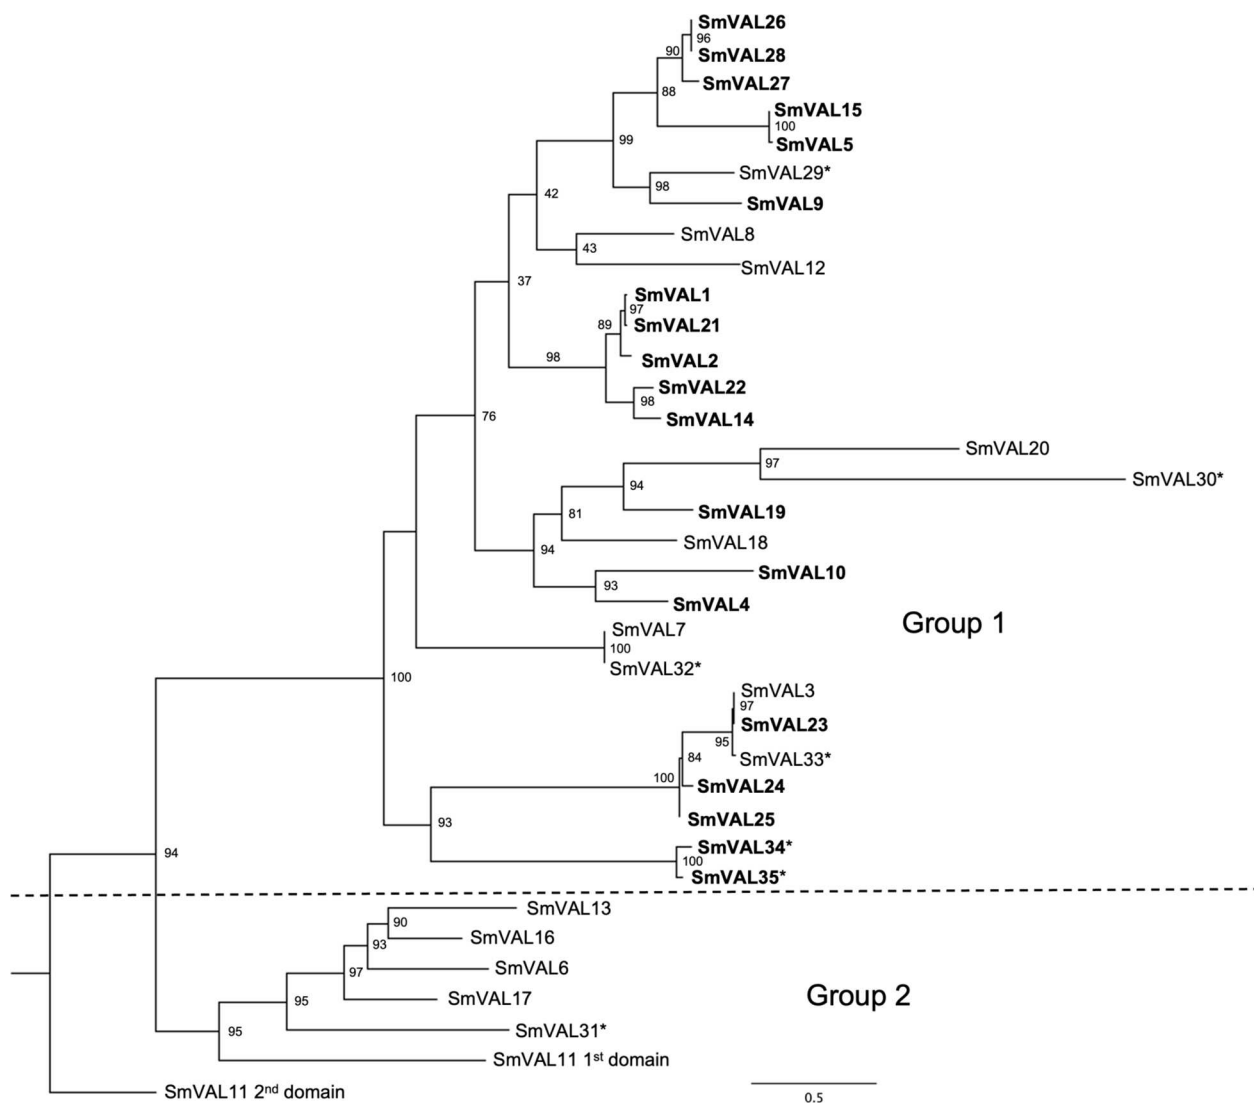 SmVAL26
96
90
SmVAL28
SmVAL27
88
SmVAL15
100
SmVAL5
99
SmVAL29*
98
SmVAL9
42
SmVAL8
43
SmVAL12
37
SmVAL1
97
89
SmVAL21
98
SmVAL2
SmVAL22
98
SmVAL14
76
SmVAL20
97
SmVAL30*
94
SmVAL19
81
SmVAL18
94
SmVAL10
93
SmVAL4
Group 1
SmVAL7
100
SmVAL32*
100
SmVAL3
97
SmVAL23
95
SmVAL33*
84
100
SmVAL24
SmVAL25
93
SmVAL34*
100
SmVAL35*
94
SmVAL13
90
SmVAL16
93
SmVAL6
97
SmVAL17
Group 2
95
SmVAL31*
95
SmVAL11 1st domain
SmVAL11 2nd domain
0.5